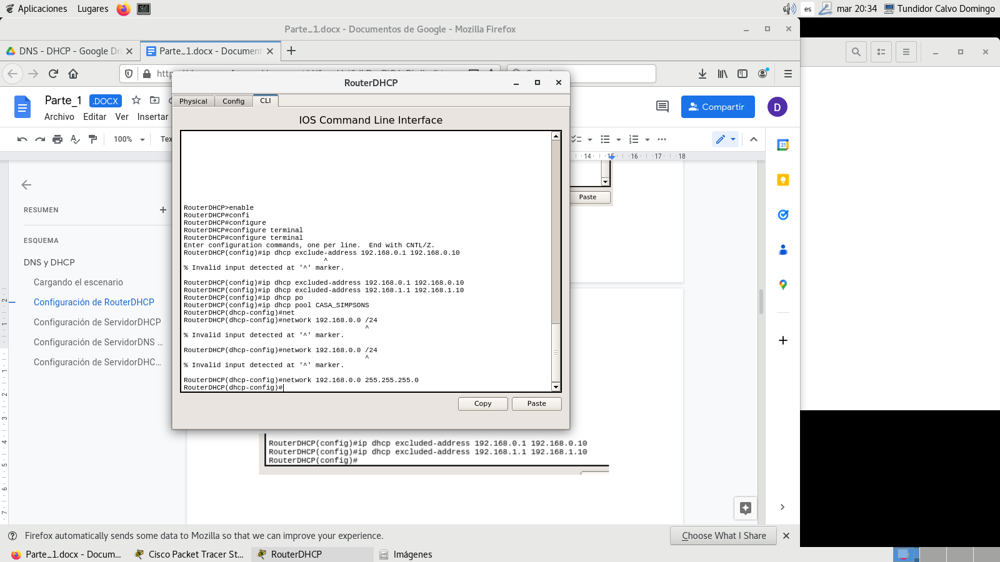 Aplicaciones Lugares es mar 20:34 Tundidor Calvo Domingo
Parte_1.docx - Documentos de Google - Mozilla Firefox
DNS - DHCP - Google Dri Parte_1.docx - Document
RouterDHCP
Physical Config CLI
IOS Command Line Interface
Parte_1 .DOCX
Compartir D
Archivo Editar Ver Insertar
100% Tex
14 15 16 17 18
31
Paste
RESUMEN
ESQUEMA
DNS y DHCP
Cargando el escenario
Configuración de RouterDHCP
Configuración de ServidorDHCP
Configuración de ServidorDNS ...
Configuración de ServidorDHC...
2
1
1
2
3
4
5
6
7
RouterDHCP>enable
RouterDHCP#confi
RouterDHCP#configure
RouterDHCP#configure terminal
RouterDHCP#configure terminal
Enter configuration commands, one per line.  End with CNTL/Z.
RouterDHCP(config)#ip dhcp exclude-address 192.168.0.1 192.168.0.10
^
% Invalid input detected at '^' marker.
RouterDHCP(config)#ip dhcp excluded-address 192.168.0.1 192.168.0.10
RouterDHCP(config)#ip dhcp excluded-address 192.168.1.1 192.168.1.10
RouterDHCP(config)#ip dhcp po
RouterDHCP(config)#ip dhcp pool CASA_SIMPSONS
RouterDHCP(dhcp-config)#net
RouterDHCP(dhcp-config)#network 192.168.0.0 /24
^
% Invalid input detected at '^' marker.
RouterDHCP(dhcp-config)#network 192.168.0.0 /24
^
% Invalid input detected at '^' marker.
RouterDHCP(dhcp-config)#network 192.168.0.0 255.255.255.0
RouterDHCP(dhcp-config)#
Copy Paste
RouterDHCP(config)#ip dhcp excluded-address 192.168.0.1 192.168.0.10
RouterDHCP(config)#ip dhcp excluded-address 192.168.1.1 192.168.1.10
RouterDHCP(config)#
Firefox automatically sends some data to Mozilla so that we can improve your experience. Choose What I Share
Parte_1.docx - Docum... Cisco Packet Tracer St... RouterDHCP Imágenes